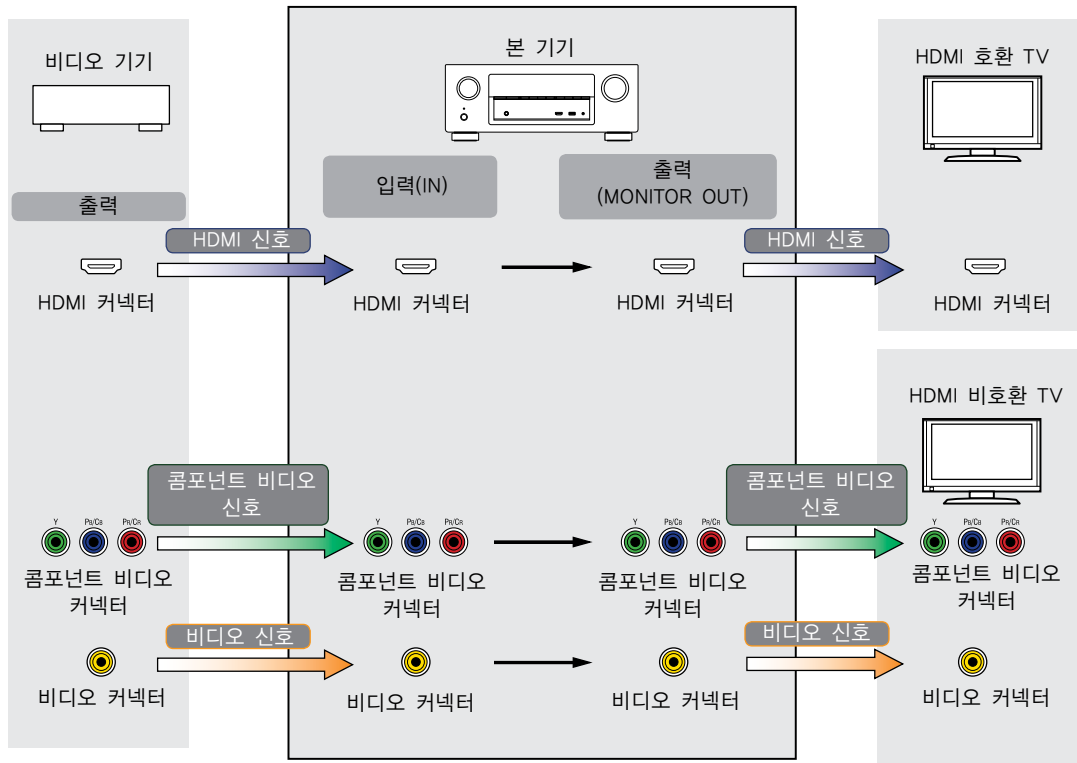 비디오 기기
본 기기
HDMI 호환 TV
출력
입력(IN)
출력
(MONITOR OUT)
HDMI 신호
HDMI 신호
HDMI 커넥터
HDMI 커넥터
HDMI 커넥터
HDMI 커넥터
HDMI 비호환 TV
콤포넌트 비디오
신호
콤포넌트 비디오
신호
Y PB/CB PR/CR
Y PB/CB PR/CR
Y PB/CB PR/CR
Y PB/CB PR/CR
콤포넌트 비디오
커넥터
콤포넌트 비디오
커넥터
콤포넌트 비디오
커넥터
콤포넌트 비디오
커넥터
비디오 신호
비디오 신호
비디오 커넥터
비디오 커넥터
비디오 커넥터
비디오 커넥터